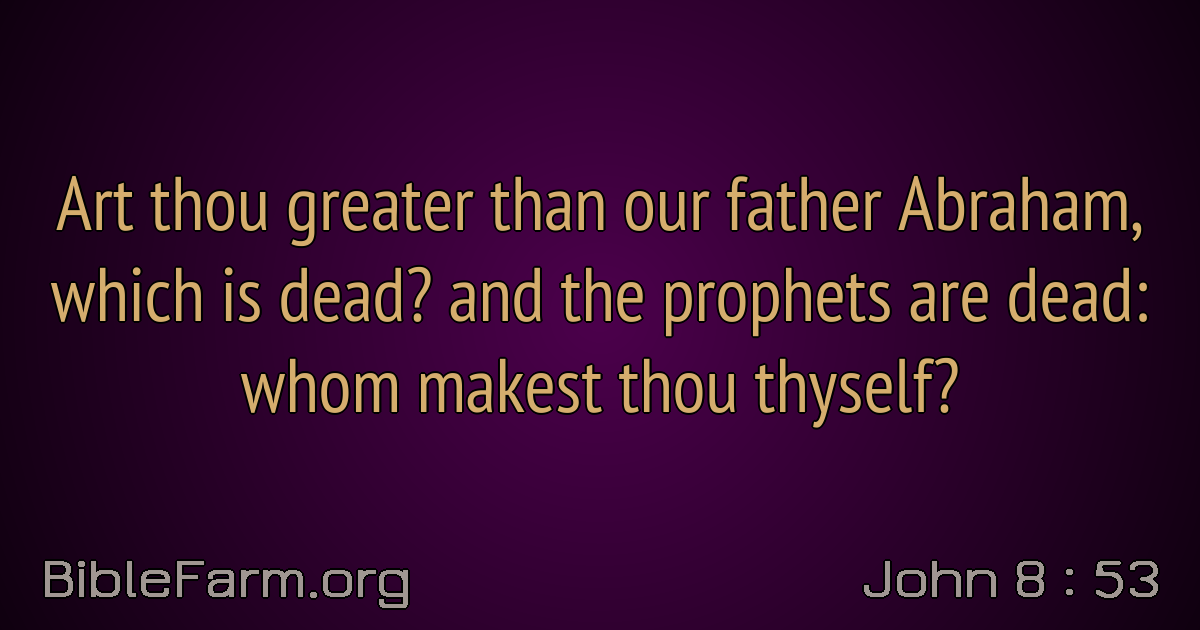 Art thou greater than our father Abraham,
which is dead? and the prophets are dead:
whom makest thou thyself?
BibleFarm.org
John 8 : 53